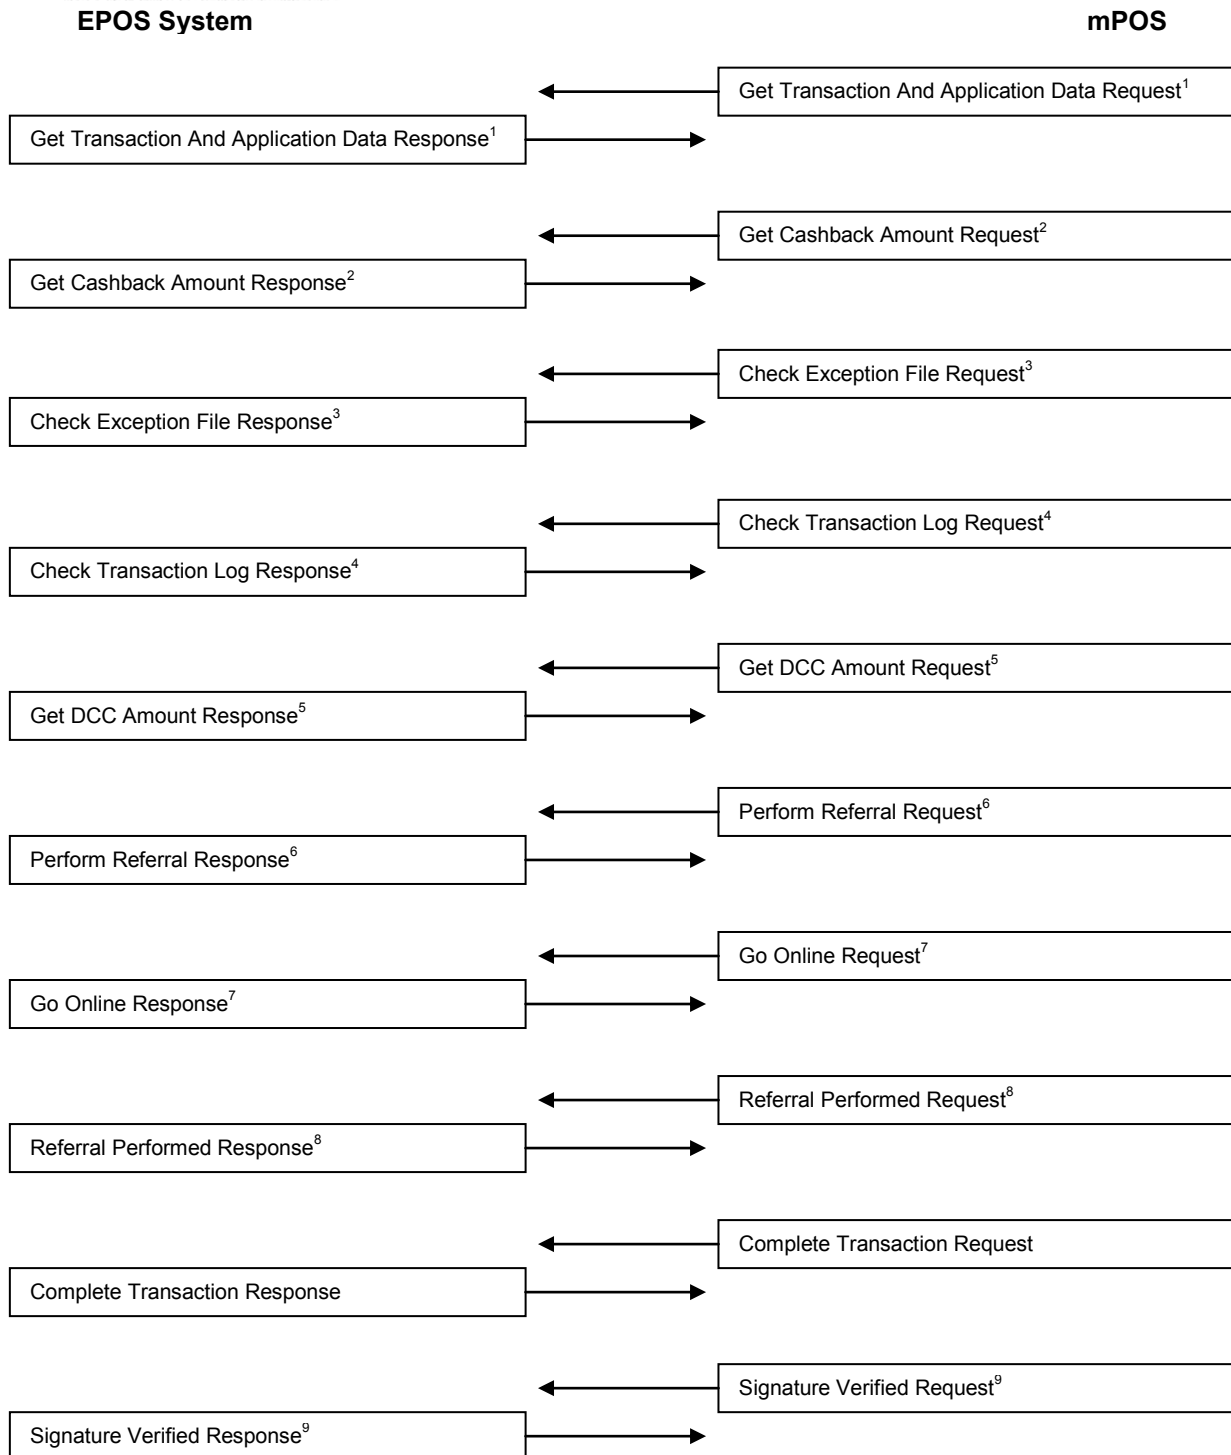 EPOS System
mPOS
Get Transaction And Application Data Request¹
Get Transaction And Application Data Response¹
Get Cashback Amount Request²
Get Cashback Amount Response²
Check Exception File Request³
Check Exception File Response³
Check Transaction Log Request⁴
Check Transaction Log Response⁴
Get DCC Amount Request⁵
Get DCC Amount Response⁵
Perform Referral Request⁶
Perform Referral Response⁶
Go Online Request⁷
Go Online Response⁷
Referral Performed Request⁸
Referral Performed Response⁸
Complete Transaction Request
Complete Transaction Response
Signature Verified Request⁹
Signature Verified Response⁹